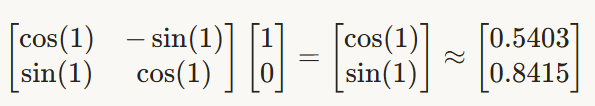 [cos(1) −sin(1)] [1] = [cos(1)] ≈ [0.5403]
[sin(1) cos(1)] [0] [sin(1)] [0.8415]